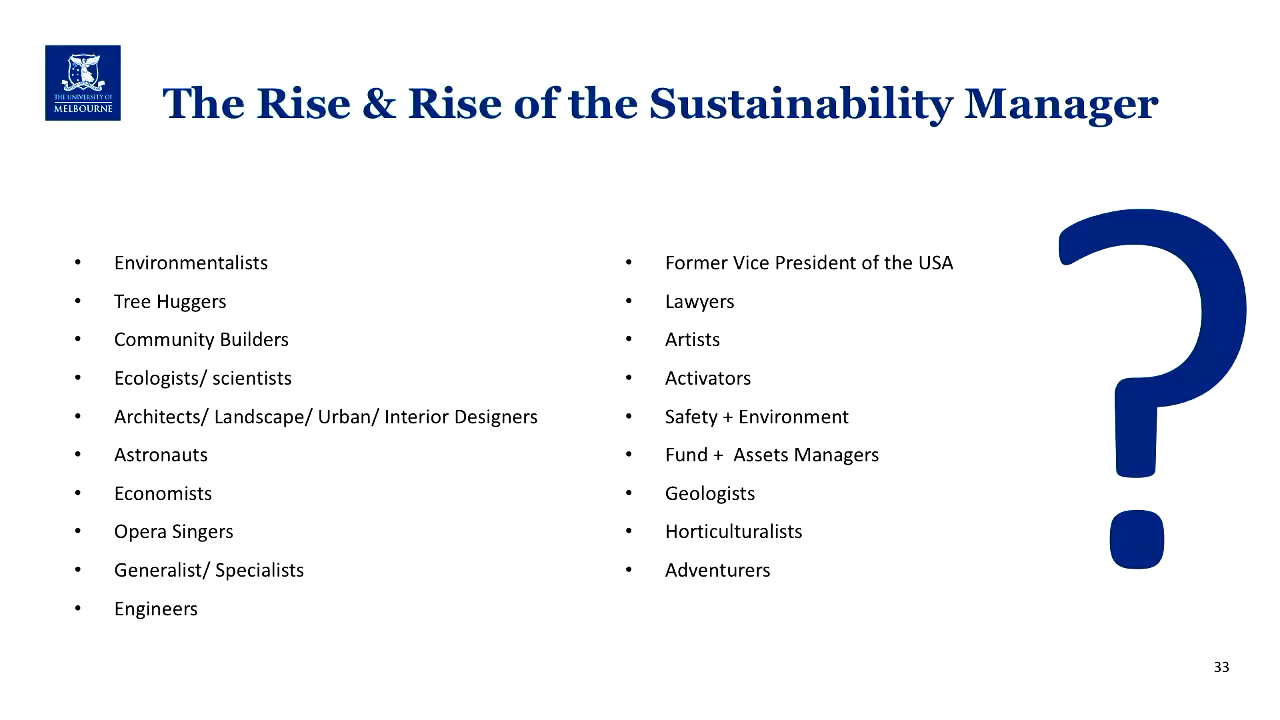 THE UNIVERSITY OF
MELBOURNE
The Rise & Rise of the Sustainability Manager
• Environmentalists
• Tree Huggers
• Community Builders
• Ecologists/ scientists
• Architects/ Landscape/ Urban/ Interior Designers
• Astronauts
• Economists
• Opera Singers
• Generalist/ Specialists
• Engineers
• Former Vice President of the USA
• Lawyers
• Artists
• Activators
• Safety + Environment
• Fund +  Assets Managers
• Geologists
• Horticulturalists
• Adventurers
?
33